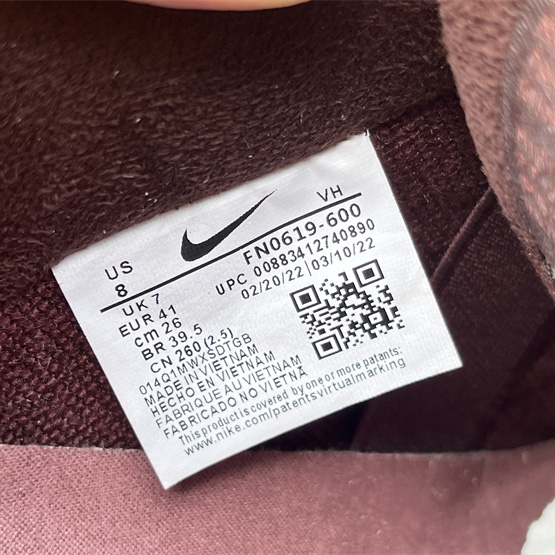 US VH
8 FN0619-600
UK 7 UPC 00883412740890
EUR 41 02/20/22 | 03/10/22
cm 26
BR 39.5
CN 260 (2.5)
014Q1MWXSDTGB
MADE IN VIETNAM
HECHO EN VIETNAM
FABRIQUE AU VIETNAM
FABRICADO NO VIETNÃ
This product is covered by one or more patents:
www.nike.com/patentsvirtualmarking